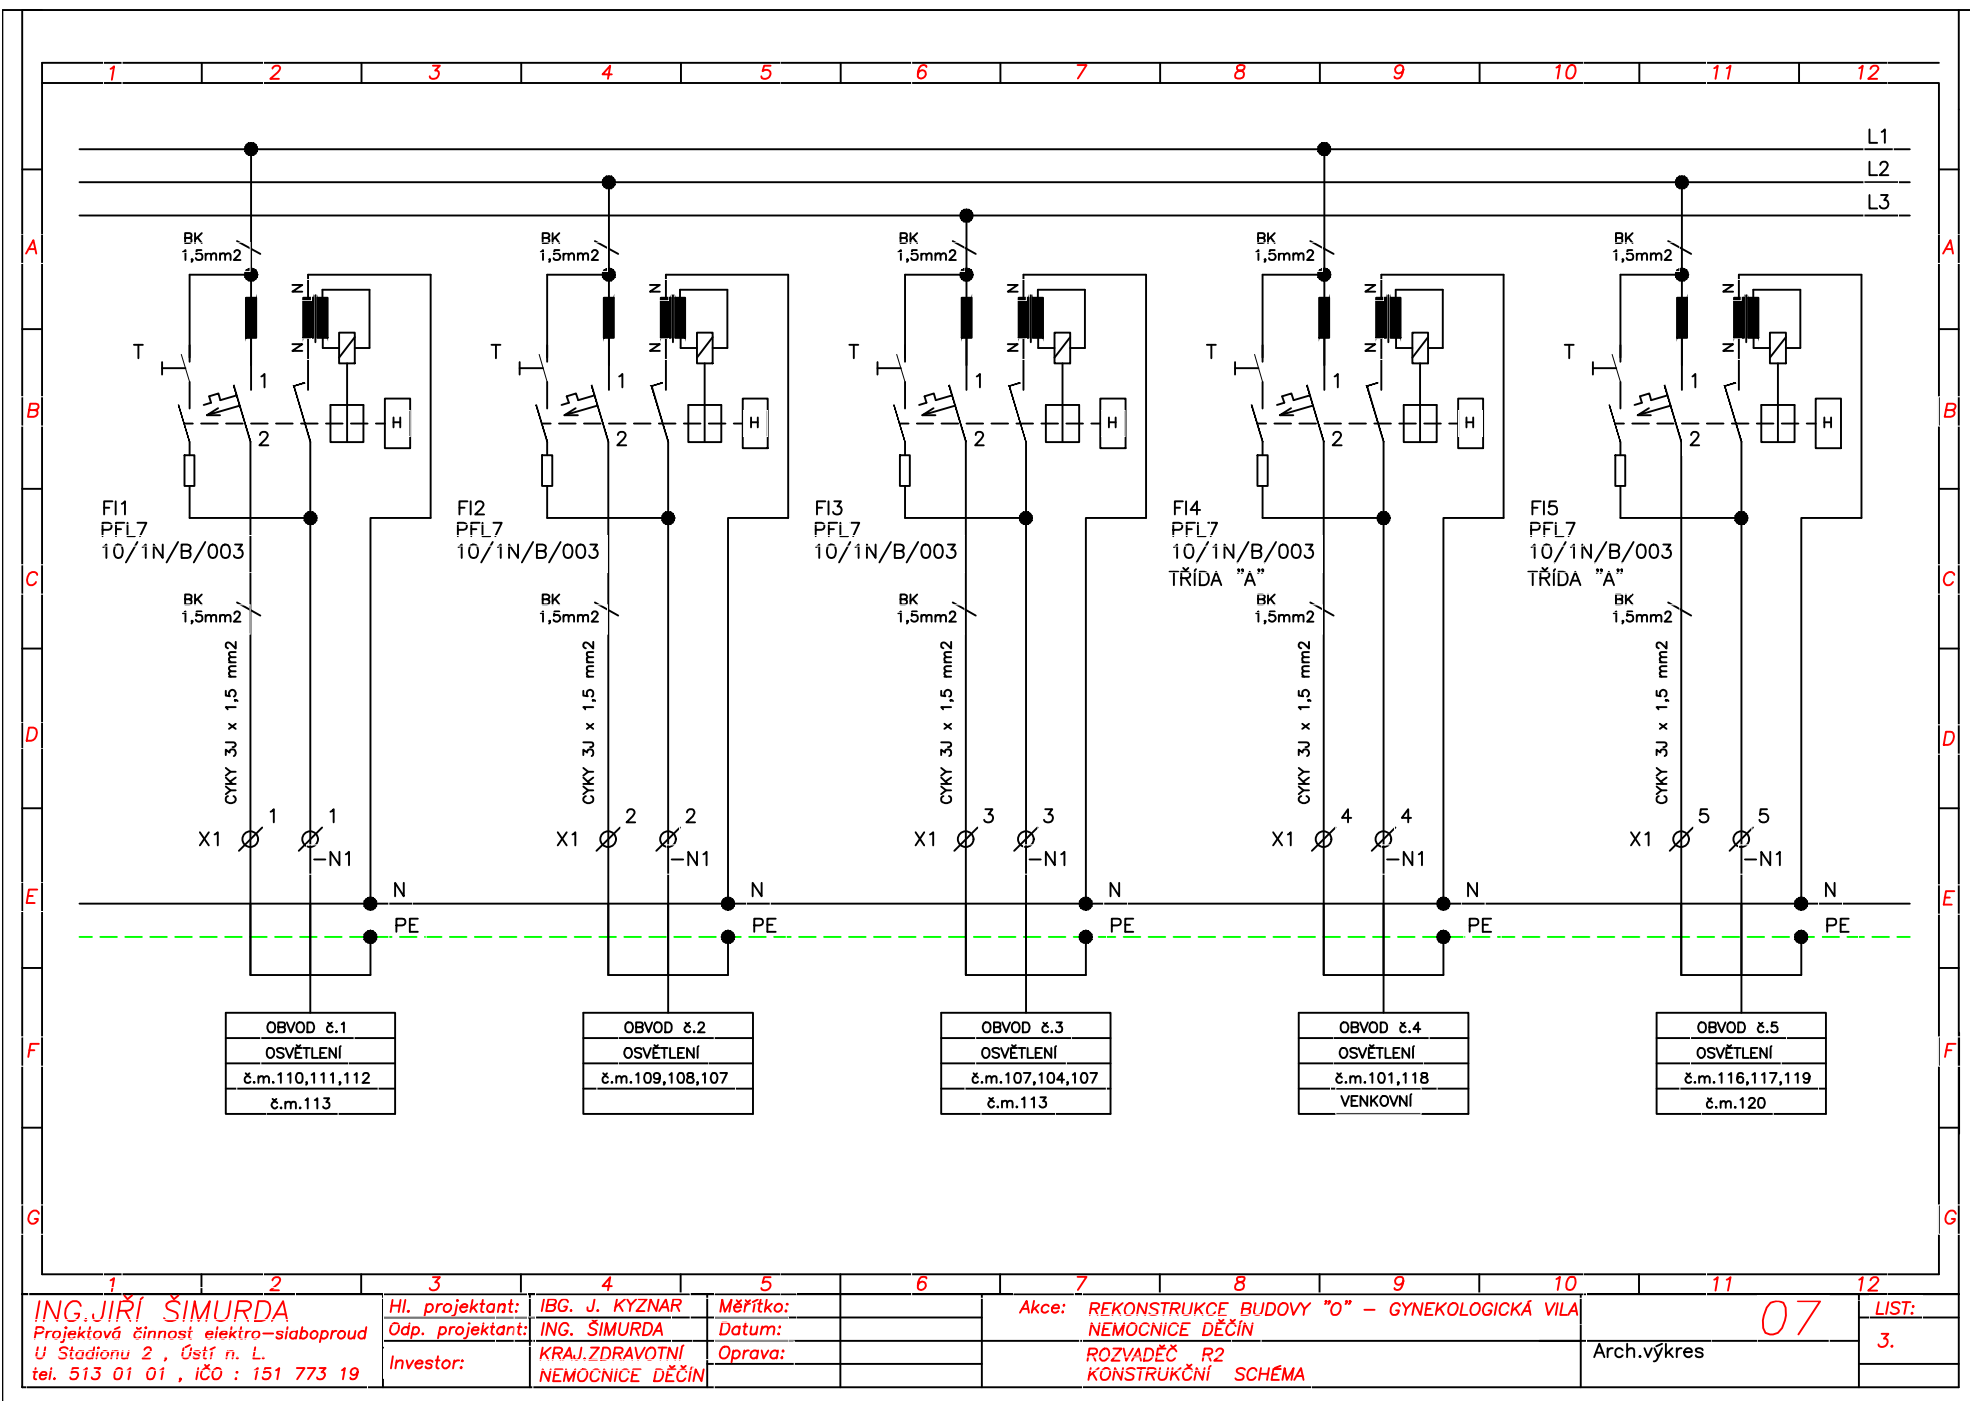 1 2 3 4 5 6 7 8 9 10 11 12
L1
L2
L3
A A
BK
1,5mm2
BK
1,5mm2
BK
1,5mm2
BK
1,5mm2
BK
1,5mm2
N N N N N
N N N N N
T T T T T
1 1 1 1 1
B B
H H H H H
2 2 2 2 2
FI1
PFL7
10/1N/B/003
FI2
PFL7
10/1N/B/003
FI3
PFL7
10/1N/B/003
FI4
PFL7
10/1N/B/003
TŘÍDA "A"
FI5
PFL7
10/1N/B/003
TŘÍDA "A"
C C
BK
1,5mm2
BK
1,5mm2
BK
1,5mm2
BK
1,5mm2
BK
1,5mm2
CYKY 3J x 1,5 mm2
CYKY 3J x 1,5 mm2
CYKY 3J x 1,5 mm2
CYKY 3J x 1,5 mm2
CYKY 3J x 1,5 mm2
D D
1 1 2 2 3 3 4 4 5 5
X1 X1 X1 X1 X1
-N1 -N1 -N1 -N1 -N1
E E
N N N N N
PE PE PE PE PE
OBVOD č.1
OSVĚTLENÍ
č.m.110,111,112
č.m.113
OBVOD č.2
OSVĚTLENÍ
č.m.109,108,107
OBVOD č.3
OSVĚTLENÍ
č.m.107,104,107
č.m.113
OBVOD č.4
OSVĚTLENÍ
č.m.101,118
VENKOVNÍ
OBVOD č.5
OSVĚTLENÍ
č.m.116,117,119
č.m.120
F F
G G
1 2 3 4 5 6 7 8 9 10 11 12
ING.JIŘÍ ŠIMURDA
Projektová činnost elektro-slaboproud
U Stadionu 2 , Ústí n. L.
tel. 513 01 01 , IČO : 151 773 19
Hl. projektant: IBG. J. KYZNAR
Odp. projektant: ING. ŠIMURDA
Investor: KRAJ.ZDRAVOTNÍ
NEMOCNICE DĚČÍN
Měřítko:
Datum:
Oprava:
Akce: REKONSTRUKCE BUDOVY "O" - GYNEKOLOGICKÁ VILA
NEMOCNICE DĚČÍN
ROZVADĚČ R2
KONSTRUKČNÍ SCHÉMA
07
Arch.výkres
LIST:
3.